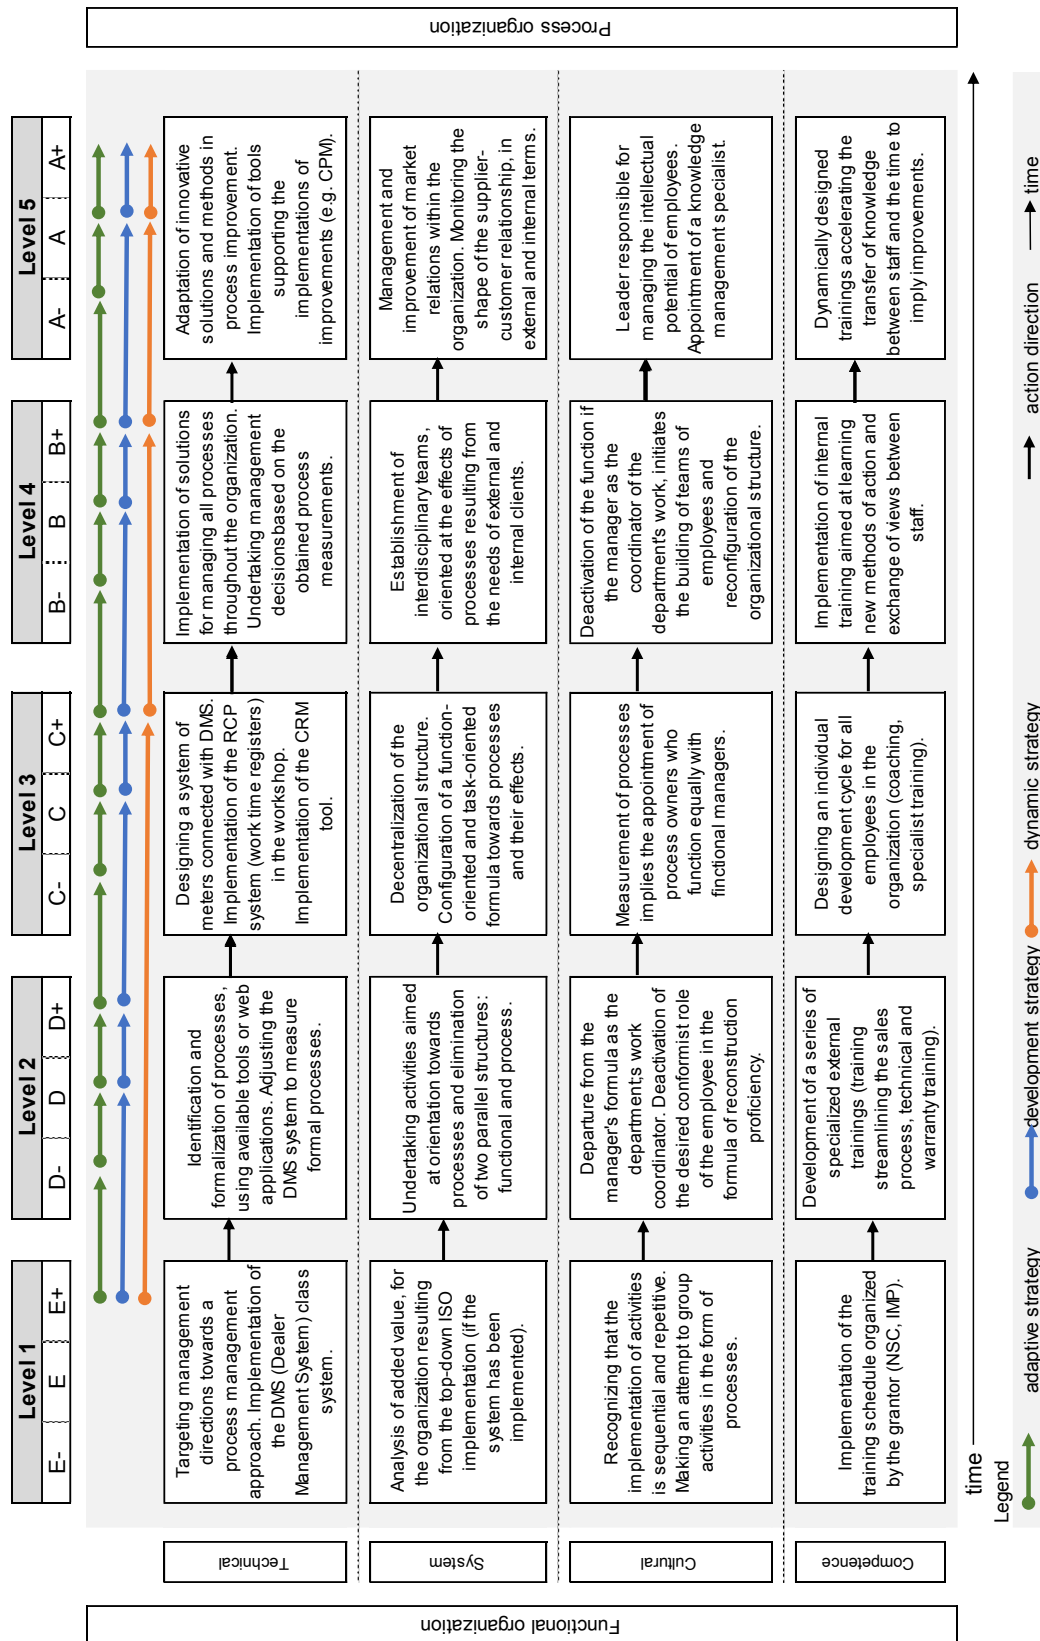 Level 1
Level 2
Level 3
Level 4
Level 5
E-
E
E+
D-
D
D+
C-
C
C+
B-
B
B+
A-
A
A+
Functional organization
Process organization
Technical
Targeting management
directions towards a
process management
approach. Implementation of
the DMS (Dealer
Management System) class
system.
Identification and
formalization of processes,
using available tools or web
applications. Adjusting the
DMS system to measure
formal processes.
Designing a system of
meters connected with DMS.
Implementation of the RCP
system (work time registers)
in the workshop.
Implementation of the CRM
tool.
Implementation of solutions
for managing all processes
throughout the organization.
Undertaking management
decisionsbased on the
obtained process
measurements.
Adaptation of innovative
solutions and methods in
process improvement.
Implementation of tools
supporting the
implementations of
improvements (e.g. CPM).
System
Analysis of added value, for
the organization resulting
from the top-down ISO
implementation (if the
system has been
implemented).
Undertaking activities aimed
at orientation towards
processes and elimination
of two parallel structures:
functional and process.
Decentralization of the
organizational structure.
Configuration of a function-
oriented and task-oriented
formula towards processes
and their effects.
Establishment of
interdisciplinary teams,
oriented at the effects of
processes resulting from
the needs of external and
internal clients.
Management and
improvement of market
relations within the
organization. Monitoring the
shape of the supplier-
customer relationship, in
external and internal terms.
Cultural
Recognizing that the
implementation of activities
is sequential and repetitive.
Making an attempt to group
activities in the form of
processes.
Departure from the
manager's formula as the
department;s work
coordinator. Deactivation of
the desired conformist role
of the employee in the
formula of reconstruction
proficiency.
Measurement of processes
implies the appointment of
process owners who
function equally with
finctional managers.
Deactivation of the function if
the manager as the
coordinator of the
department's work, initiates
the building of teams of
employees and
reconfiguration of the
organizational structure.
Leader responsible for
managing the intellectual
potential of employees.
Appointment of a knowledge
management specialist.
Competence
Implementation of the
training schedule organized
by the grantor (NSC, IMP).
Development of a series of
specialized external
trainings (training
streamlining the sales
process, technical and
warranty training).
Designing an individual
development cycle for all
employees in the
organization (coaching,
specialist training).
Implementation of internal
training aimed at learning
new methods of action and
exchange of views between
staff.
Dynamically designed
trainings accelerating the
transfer of knowledge
between staff and the time to
imply improvements.
time
Legend
adaptive strategy
development strategy
dynamic strategy
action direction
time